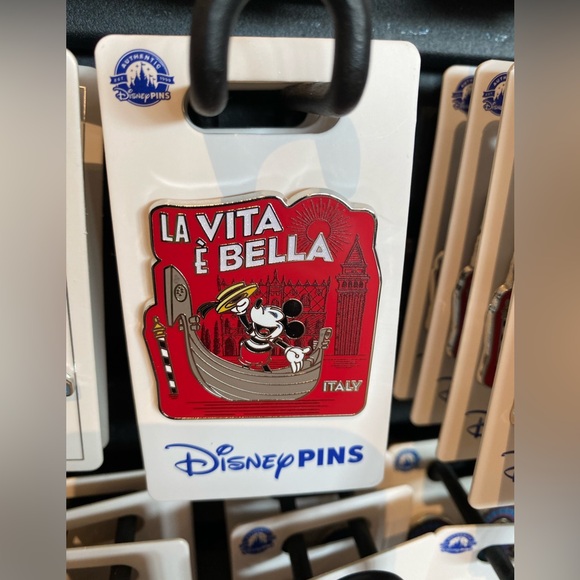 AUTHENTIC
DISNEY PINS
LA VITA
È BELLA
ITALY
DISNEY PINS